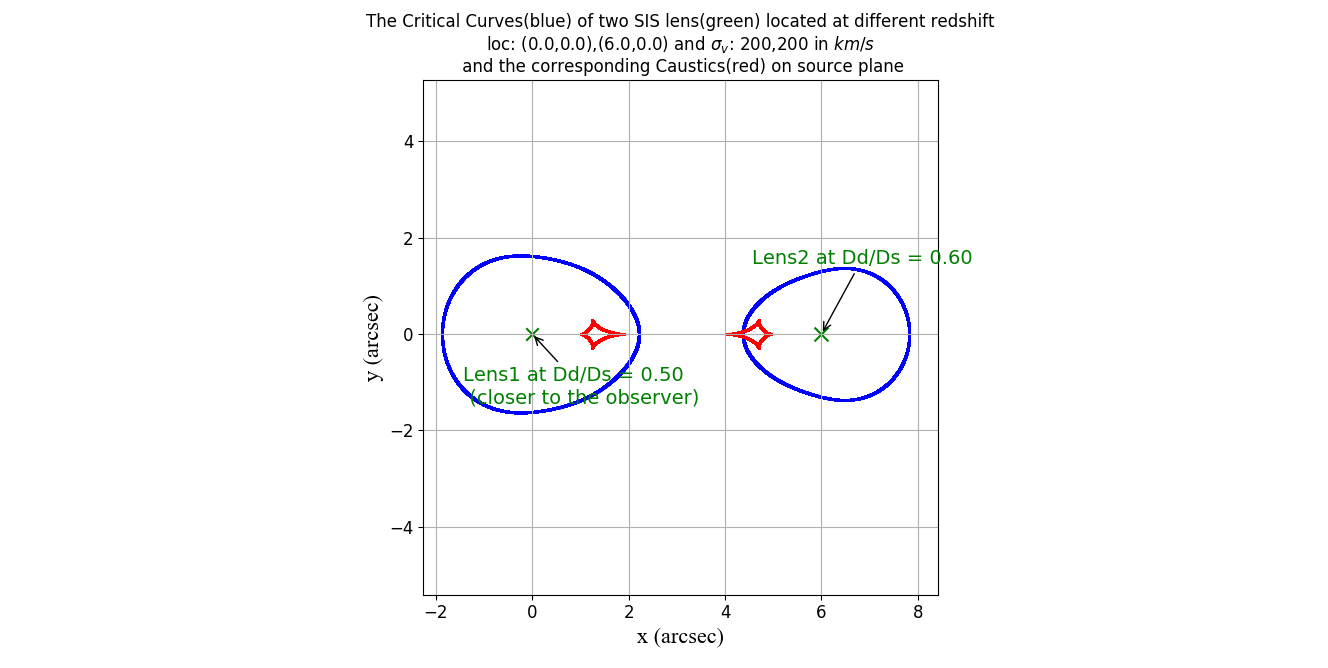 The Critical Curves(blue) of two SIS lens(green) located at different redshift
loc: (0.0,0.0),(6.0,0.0) and σv: 200,200 in km/s
and the corresponding Caustics(red) on source plane
4
2
0
−2
−4
y (arcsec)
Lens2 at Dd/Ds = 0.60
Lens1 at Dd/Ds = 0.50
(closer to the observer)
−2 0 2 4 6 8
x (arcsec)